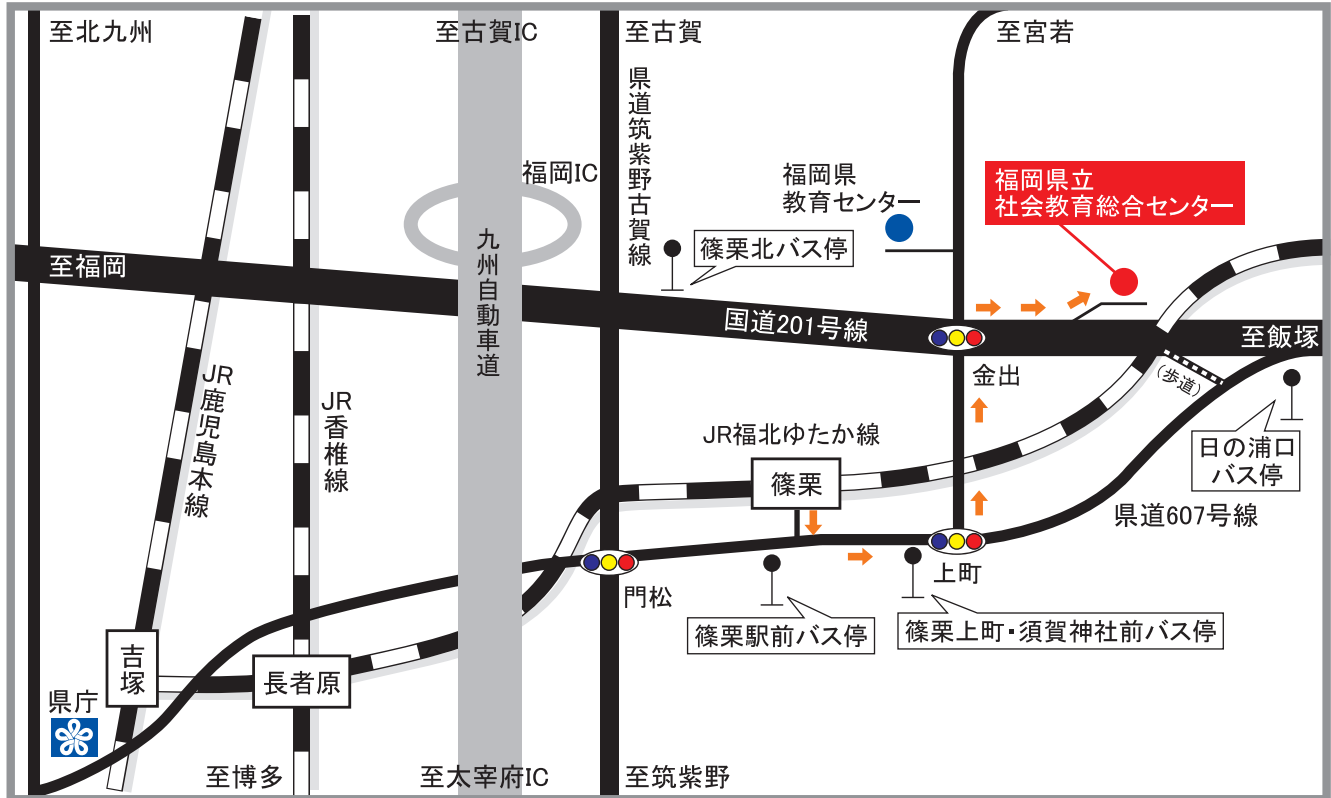 至北九州
至古賀IC
至古賀
至宮若
県道筑紫野古賀線
福岡IC
福岡県
教育センター
福岡県立
社会教育総合センター
九州自動車道
篠栗北バス停
至福岡
国道201号線
至飯塚
金出
(歩道)
JR鹿児島本線
JR香椎線
JR福北ゆたか線
篠栗
日の浦口
バス停
県道607号線
上町
門松
篠栗駅前バス停
篠栗上町・須賀神社前バス停
吉塚
長者原
県庁
至博多
至太宰府IC
至筑紫野